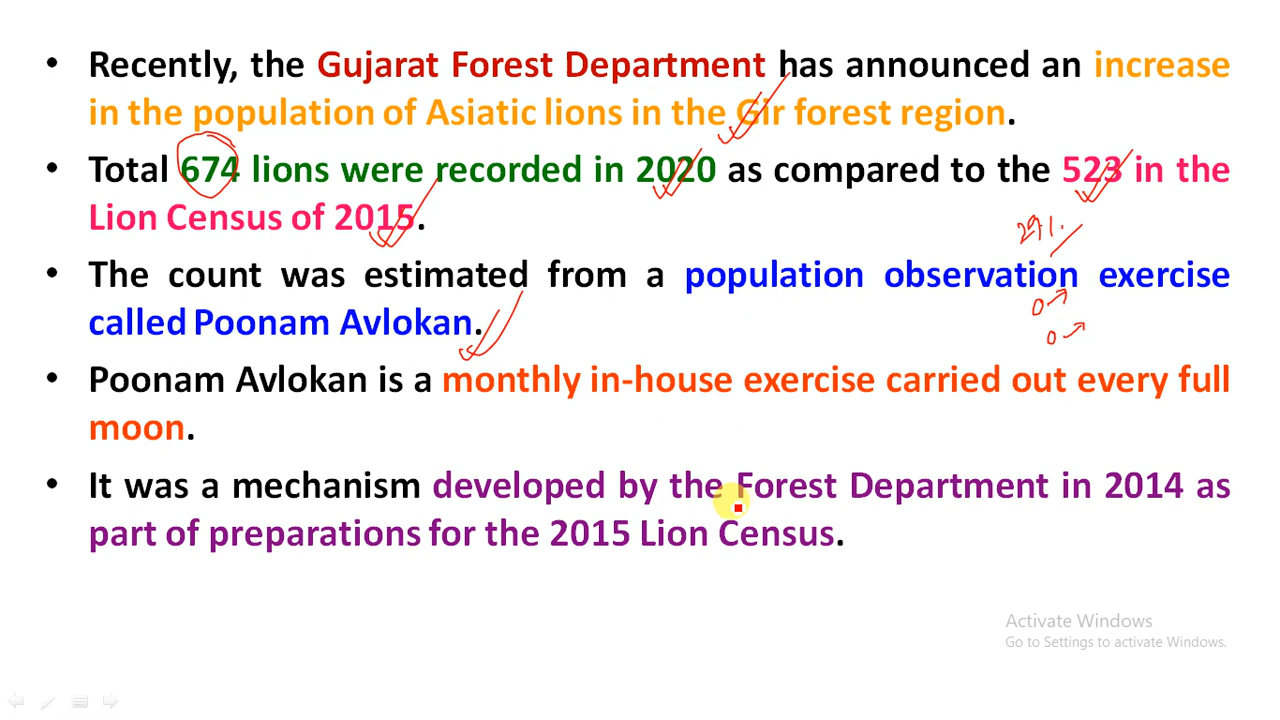 • Recently, the Gujarat Forest Department has announced an increase
in the population of Asiatic lions in the Gir forest region.
• Total 674 lions were recorded in 2020 as compared to the 523 in the
Lion Census of 2015.
29%
• The count was estimated from a population observation exercise
called Poonam Avlokan.
• Poonam Avlokan is a monthly in-house exercise carried out every full
moon.
• It was a mechanism developed by the Forest Department in 2014 as
part of preparations for the 2015 Lion Census.
Activate Windows
Go to Settings to activate Windows.